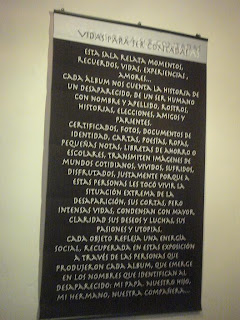 VIDAS PARA SER CONTADAS...
ESTA SALA RELATA MOMENTOS,
RECUERDOS, VIDAS, EXPERIENCIAS,
AMORES...
CADA ÁLBUM NOS CUENTA LA HISTORIA DE
UN DESAPARECIDO, DE UN SER HUMANO
CON NOMBRE Y APELLIDO, ROSTRO,
HISTORIAS, ELECCIONES, AMIGOS Y
PARIENTES.
CERTIFICADOS, FOTOS, DOCUMENTOS DE
IDENTIDAD, CARTAS, POESÍAS, ROPAS,
PEQUEÑAS NOTAS, LIBRETAS DE AHORRO O
ESCOLARES, TRANSMITEN IMÁGENES DE
MUNDOS COTIDIANOS, VIVIDOS, SUFRIDOS,
DISFRUTADOS, JUSTAMENTE PORQUE A
ESTAS PERSONAS LES TOCÓ VIVIR LA
SITUACIÓN EXTREMA DE LA
DESAPARICIÓN, SUS CORTAS, PERO
INTENSAS VIDAS, CONDENSAN CON MAYOR
CLARIDAD SUS DESEOS Y LUCHAS, SUS
PASIONES Y UTOPÍAS.
CADA OBJETO REFLEJA UNA ENERGÍA
SOCIAL, RECUPERADA EN ESTAS EXPOSICIÓN
A TRAVÉS DE LAS PERSONAS QUE
PRODUJERON CADA ÁLBUM, QUE EMERGE
EN LOS NOMBRES QUE IDENTIFICAN AL
DESAPARECIDO: MI PAPÁ, NUESTRO HIJO,
MI HERMANO, NUESTRA COMPAÑERA...